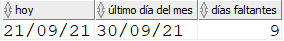 hoy último día del mes días faltantes
21/09/21 30/09/21 9